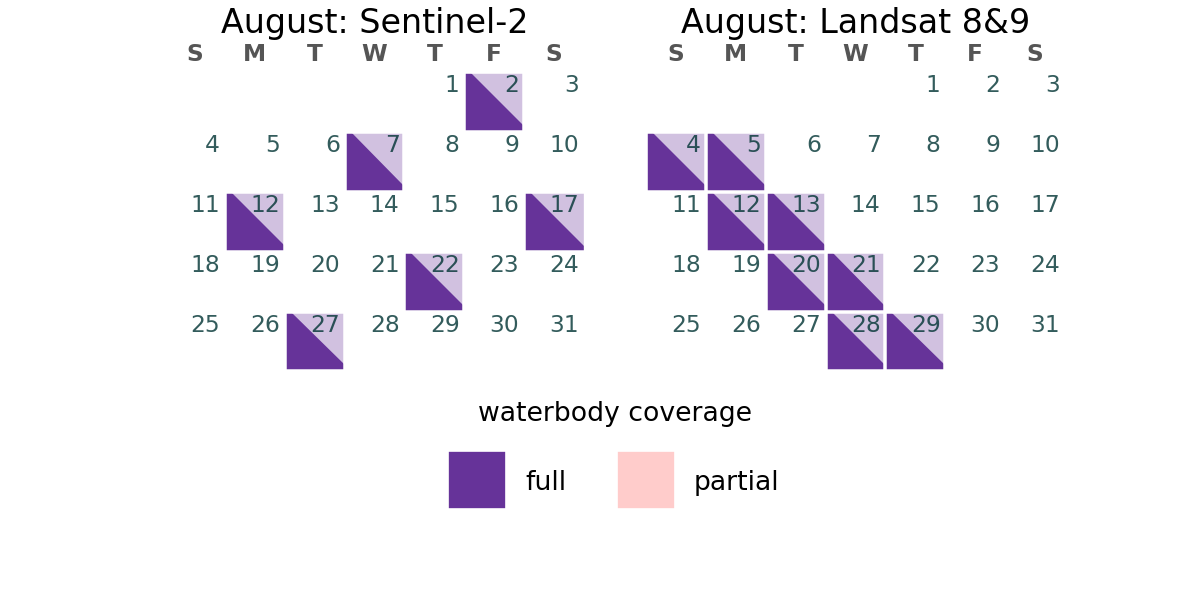 August: Sentinel-2
S M T W T F S
1 2 3
4 5 6 7 8 9 10
11 12 13 14 15 16 17
18 19 20 21 22 23 24
25 26 27 28 29 30 31
August: Landsat 8&9
S M T W T F S
1 2 3
4 5 6 7 8 9 10
11 12 13 14 15 16 17
18 19 20 21 22 23 24
25 26 27 28 29 30 31
waterbody coverage
full
partial